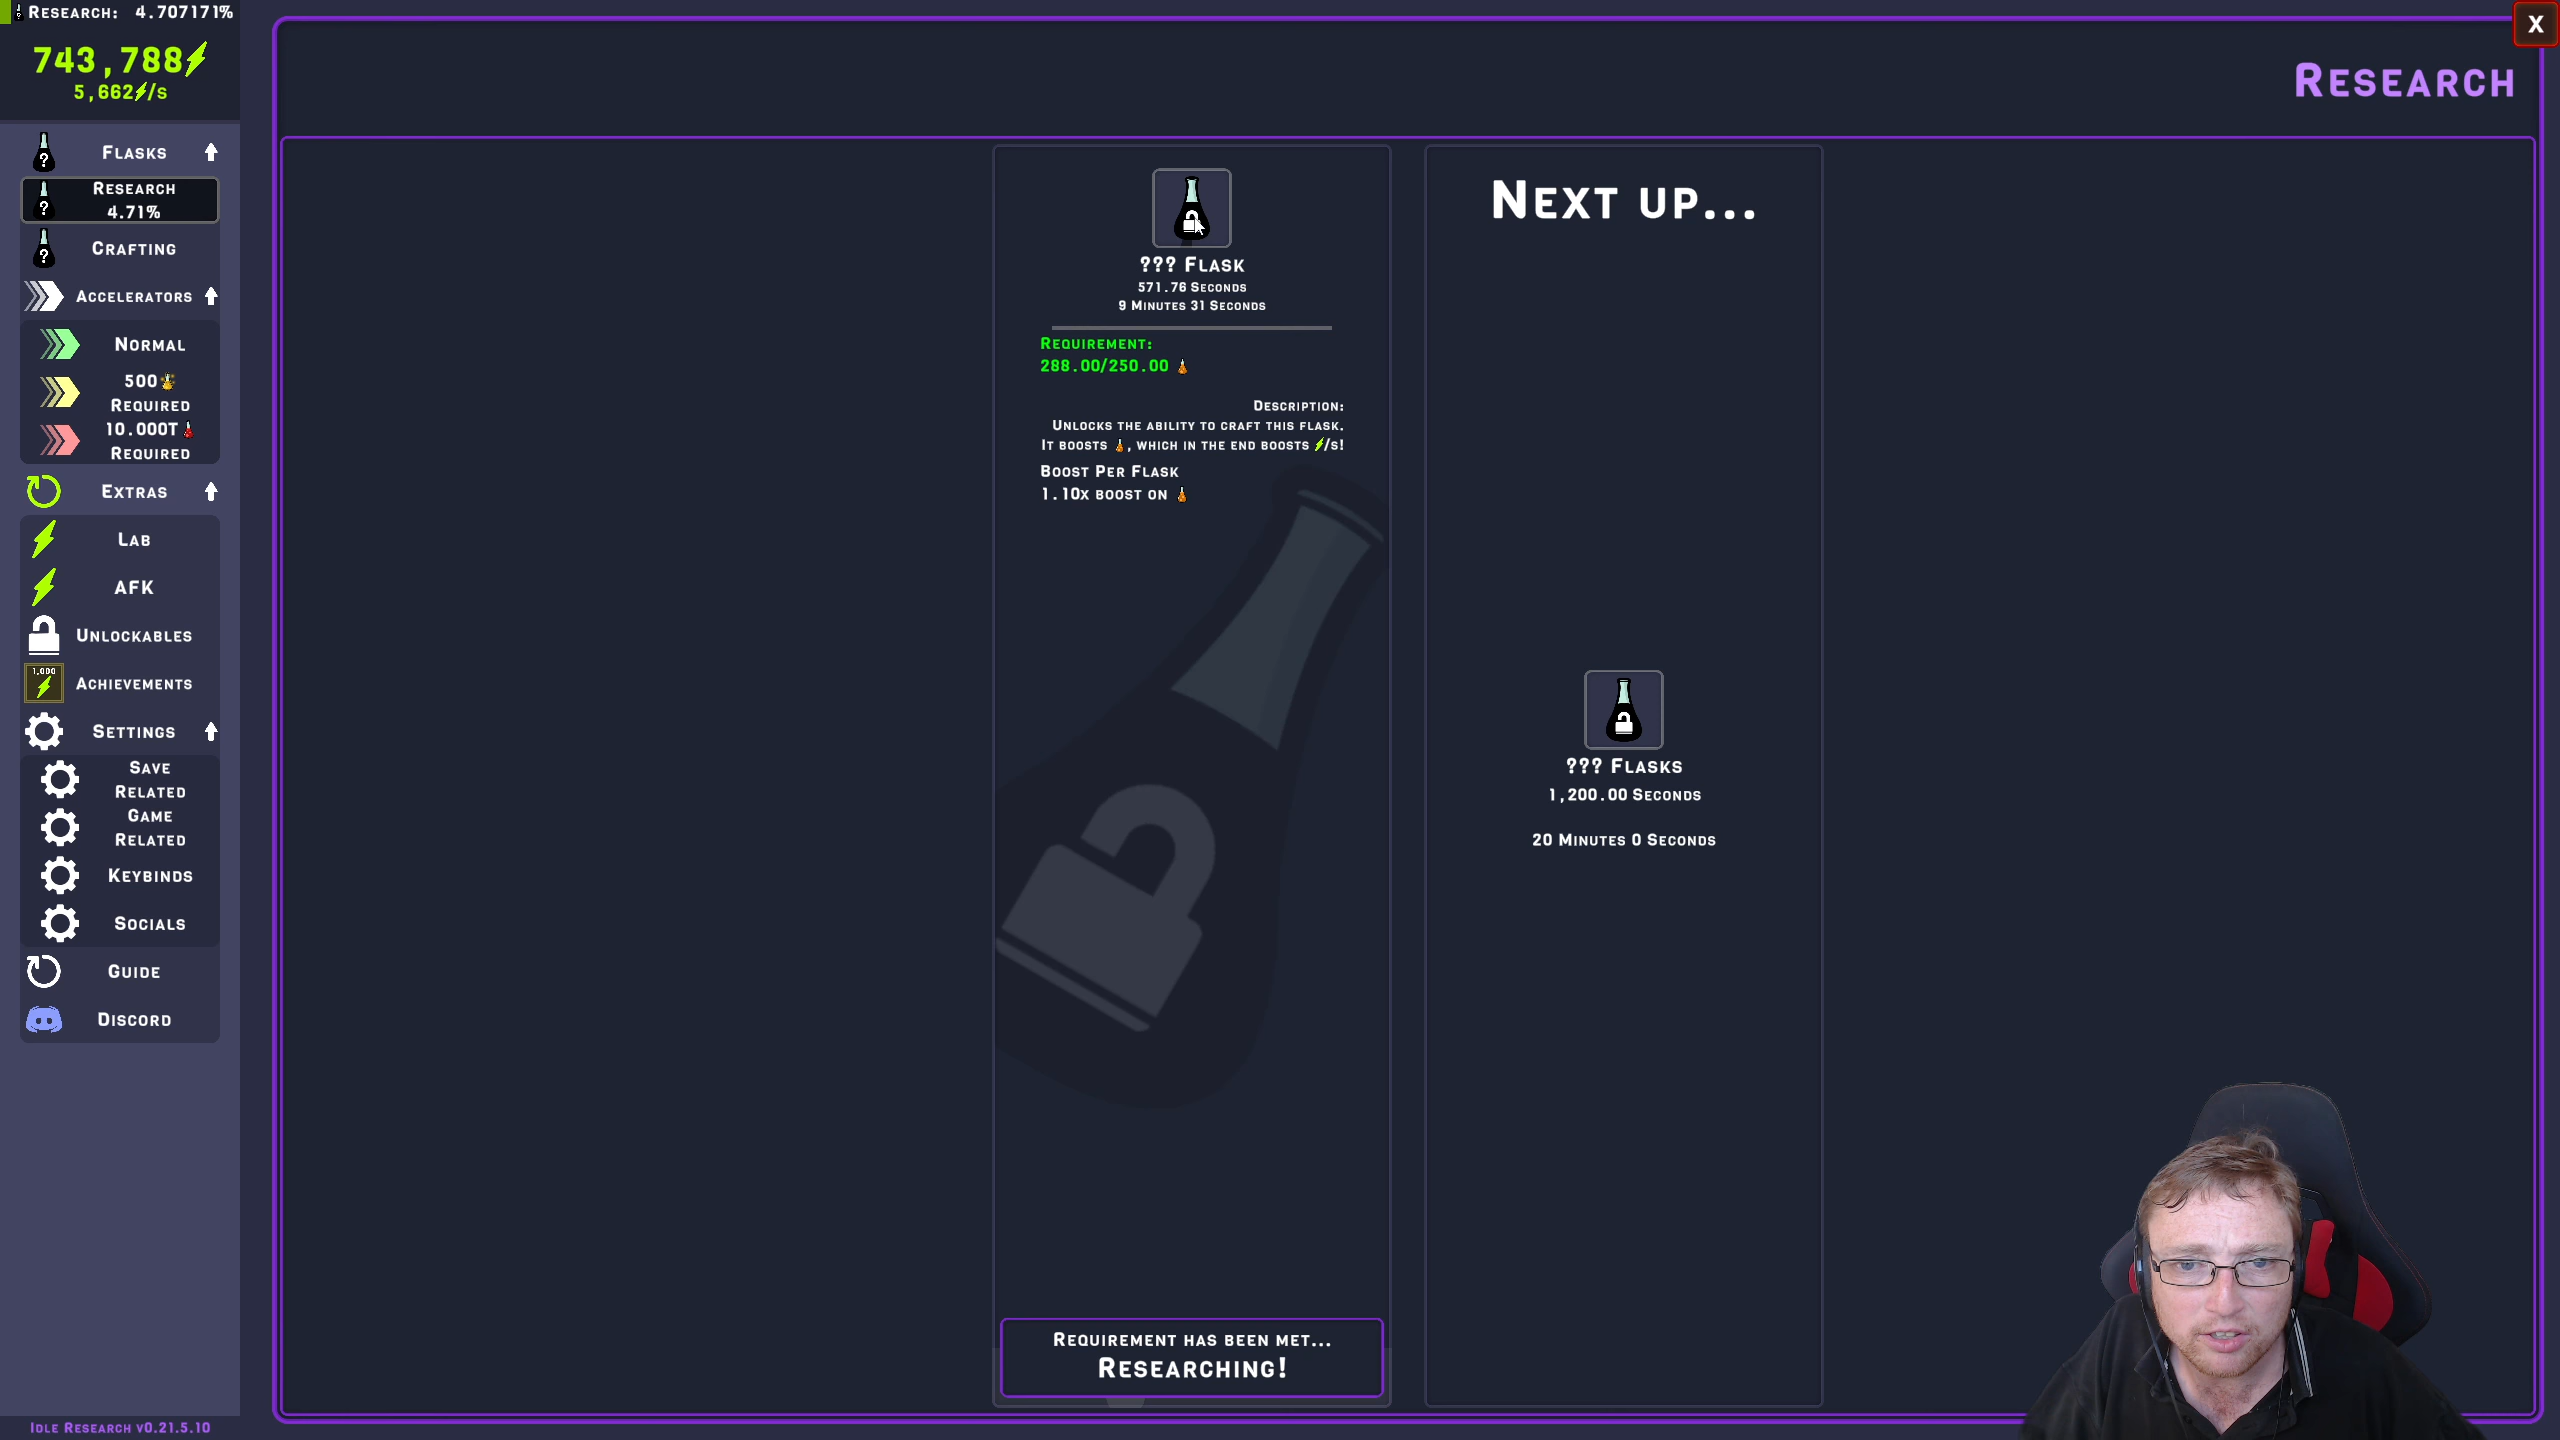 Research: 4.707171%
743,788
5,662/s
Flasks
Research
4.71%
Crafting
Accelerators
Normal
500
Required
10.000T
Required
Extras
Lab
AFK
Unlockables
1,000
Achievements
Settings
Save
Related
Game
Related
Keybinds
Socials
Guide
Discord
Idle Research v0.21.5.10
X
Research
??? Flask
571.76 Seconds
9 Minutes 31 Seconds
Requirement:
288.00/250.00
Description:
Unlocks the ability to craft this flask.
It boosts , which in the end boosts /s!
Boost Per Flask
1.10x boost on
Requirement has been met...
Researching!
Next up...
??? Flasks
1,200.00 Seconds
20 Minutes 0 Seconds